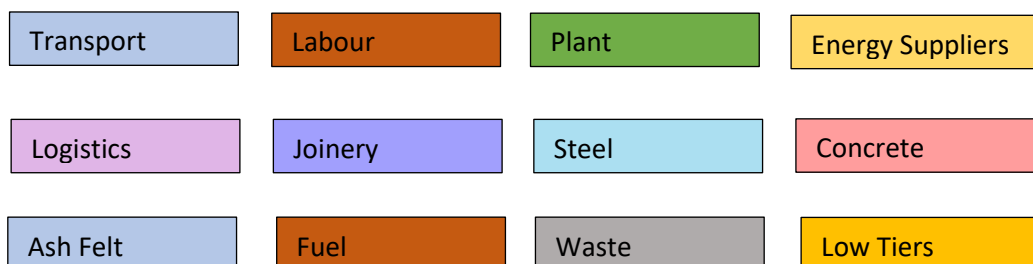 Transport
Labour
Plant
Energy Suppliers
Logistics
Joinery
Steel
Concrete
Ash Felt
Fuel
Waste
Low Tiers